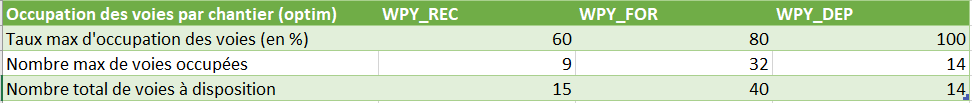 Occupation des voies par chantier (optim) WPY_REC WPY_FOR WPY_DEP
Taux max d'occupation des voies (en %) 60 80 100
Nombre max de voies occupées 9 32 14
Nombre total de voies à disposition 15 40 14